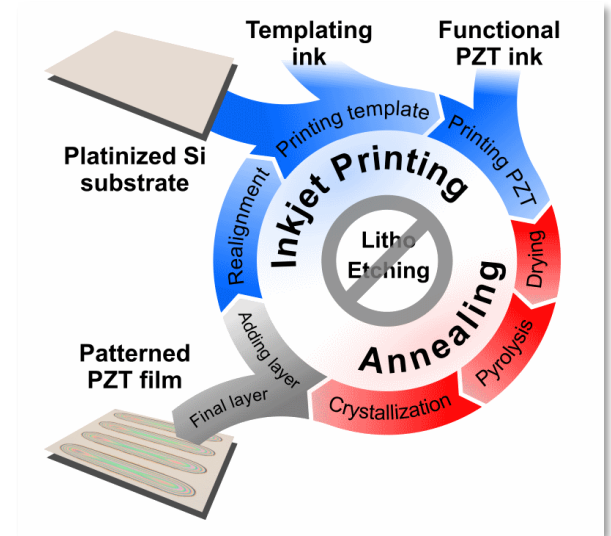 Templating
ink
Functional
PZT ink
Platinized Si
substrate
Printing template
Printing PZT
Realignment
Inkjet Printing
Litho
Etching
Drying
Annealing
Pyrolysis
Crystallization
Adding layer
Final layer
Patterned
PZT film